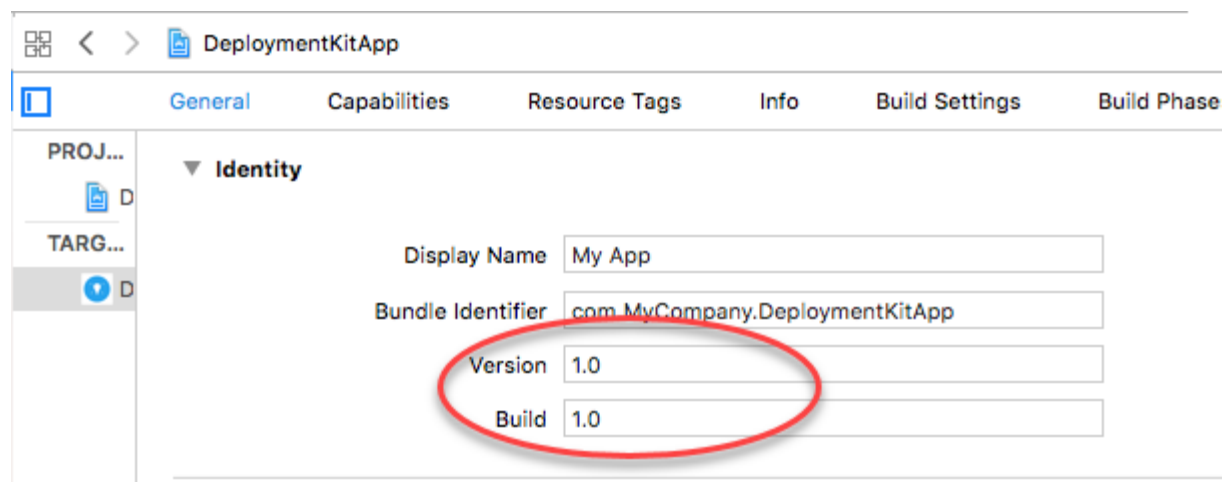 DeploymentKitApp
General Capabilities Resource Tags Info Build Settings Build Phase
PROJ...
D
TARG...
D
Identity
Display Name My App
Bundle Identifier com.MyCompany.DeploymentKitApp
Version 1.0
Build 1.0